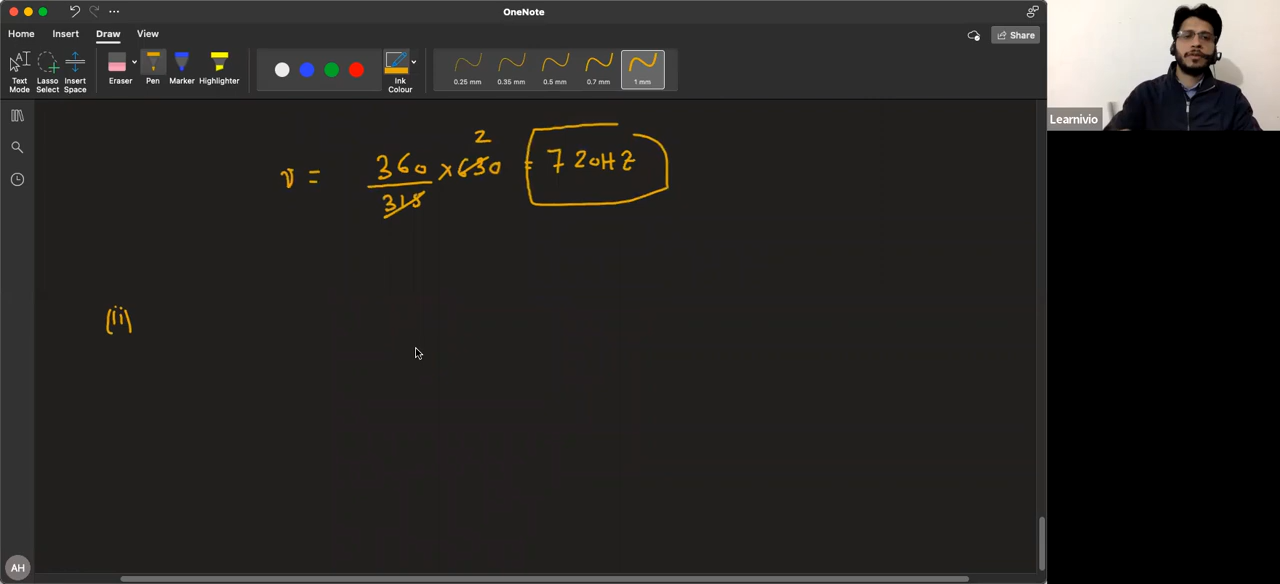 OneNote
Home Insert Draw View
Share
Text Mode
Lasso Select
Insert Space
Eraser
Pen
Marker
Highlighter
Ink Colour
0.25 mm
0.35 mm
0.5 mm
0.7 mm
1 mm
Learnivio
2
ν = 360/315 × 630 = 720HZ
(ii)
AH